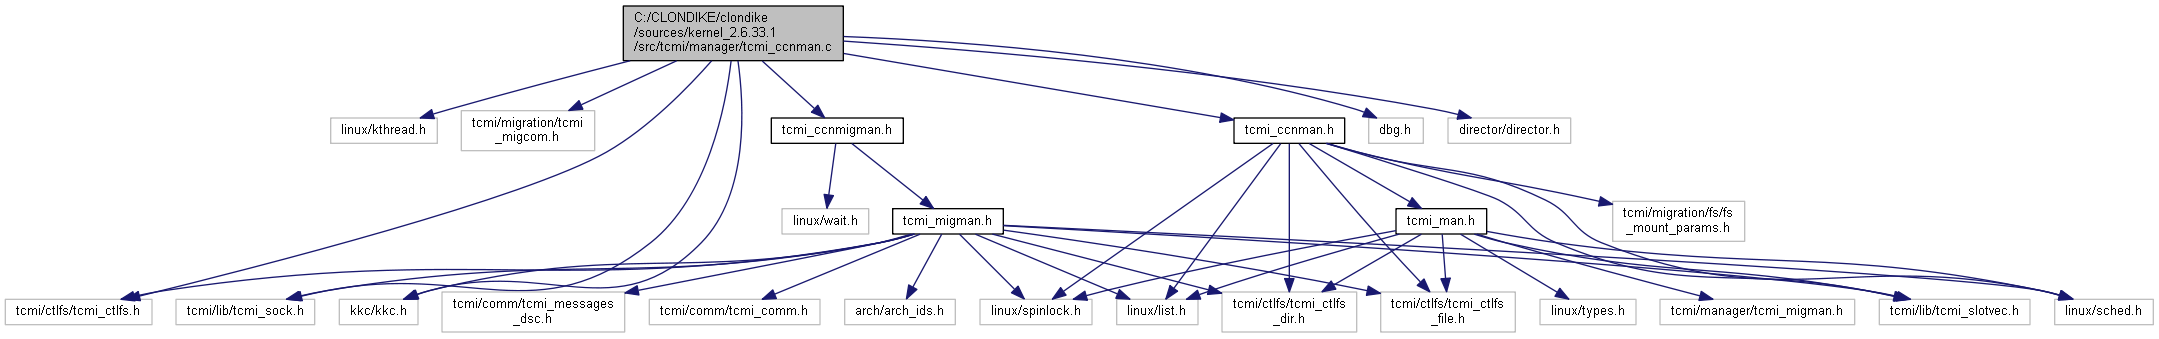 C:/CLONDIKE/clondike
/sources/kernel_2.6.33.1
/src/tcmi/manager/tcmi_ccnman.c
linux/kthread.h
tcmi/migration/tcmi
_migcom.h
tcmi_ccnmigman.h
tcmi_ccnman.h
dbg.h
director/director.h
linux/wait.h
tcmi_migman.h
tcmi_man.h
tcmi/migration/fs/fs
_mount_params.h
tcmi/ctlfs/tcmi_ctlfs.h
tcmi/lib/tcmi_sock.h
kkc/kkc.h
tcmi/comm/tcmi_messages
_dsc.h
tcmi/comm/tcmi_comm.h
arch/arch_ids.h
linux/spinlock.h
linux/list.h
tcmi/ctlfs/tcmi_ctlfs
_dir.h
tcmi/ctlfs/tcmi_ctlfs
_file.h
linux/types.h
tcmi/manager/tcmi_migman.h
tcmi/lib/tcmi_slotvec.h
linux/sched.h